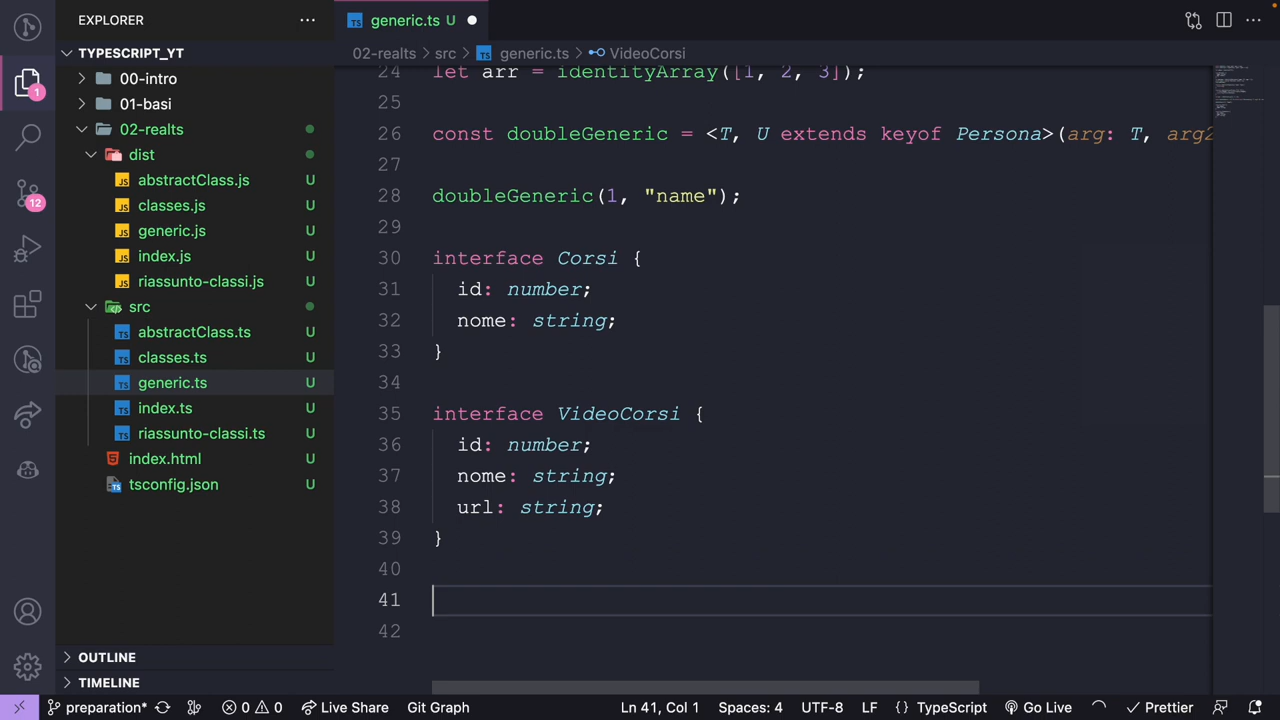 EXPLORER
TYPESCRIPT_YT
00-intro
01-basi
02-realts
dist
abstractClass.js U
classes.js U
generic.js U
index.js U
riassunto-classi.js U
src
abstractClass.ts U
classes.ts U
generic.ts U
index.ts U
riassunto-classi.ts U
index.html U
tsconfig.json U
OUTLINE
TIMELINE
1
12
TS generic.ts U
02-realts > src > TS generic.ts > VideoCorsi
24 let arr = identityArray([1, 2, 3]);
25
26 const doubleGeneric = <T, U extends keyof Persona>(arg: T, arg2
27
28 doubleGeneric(1, "name");
29
30 interface Corsi {
31 id: number;
32 nome: string;
33 }
34
35 interface VideoCorsi {
36 id: number;
37 nome: string;
38 url: string;
39 }
40
41
42
preparation* 0 0 Live Share Git Graph Ln 41, Col 1 Spaces: 4 UTF-8 LF {} TypeScript Go Live Prettier